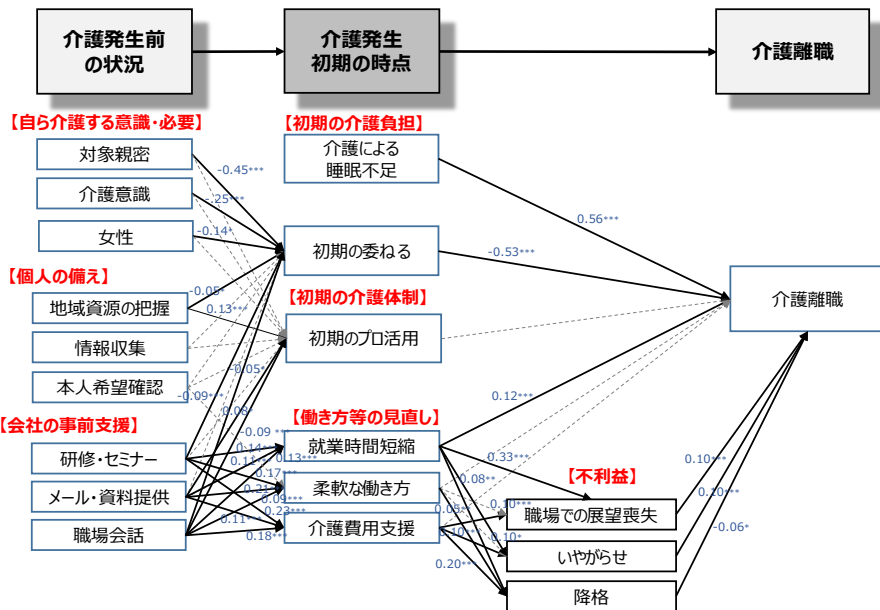 介護発生前
の状況
介護発生
初期の時点
介護離職
【自ら介護する意識・必要】
対象親密
介護意識
女性
【個人の備え】
地域資源の把握
情報収集
本人希望確認
【会社の事前支援】
研修・セミナー
メール・資料提供
職場会話
-0.45***
-.25***
-0.14*
-0.05*
0.13***
-0.05*
-0.09***
0.08*
-0.09 ***
0.14***
0.13***
0.17***
0.09***
0.23***
0.11***
0.18***
【初期の介護負担】
介護による
睡眠不足
初期の委ねる
【初期の介護体制】
初期のプロ活用
【働き方等の見直し】
就業時間短縮
柔軟な働き方
介護費用支援
0.56***
-0.53***
0.12***
0.33***
0.08**
0.10***
0.10*
0.20***
【不利益】
職場での展望喪失
いやがらせ
降格
0.10***
-0.06*
介護離職